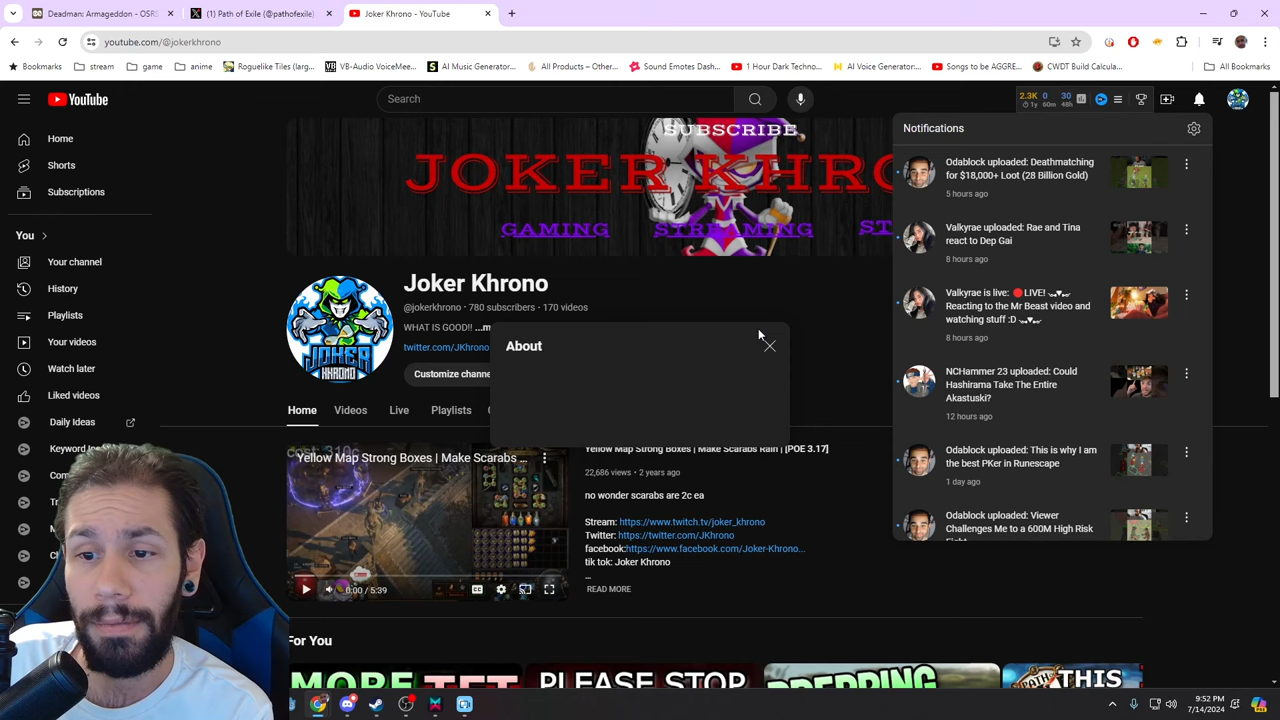 Deadman: Armageddon - OSRS
(1) Path of Exile (@pathofexile)
Joker Khrono - YouTube
youtube.com/@jokerkhrono
Bookmarks
stream
game
anime
Roguelike Tiles (larg...
VB-Audio VoiceMee...
AI Music Generator...
All Products – Other...
Sound Emotes Dash...
1 Hour Dark Techno...
AI Voice Generator:...
Songs to be AGGRE...
CWDT Build Calcula...
All Bookmarks
YouTube
Search
2.3K 0 30
1y 60m 48h
Home
Shorts
Subscriptions
You
Your channel
History
Playlists
Your videos
Watch later
Liked videos
Daily Ideas
SUBSCRIBE
JOKER KHRO
GAMING STREAMING ST
Joker Khrono
@jokerkhrono • 780 subscribers • 170 videos
WHAT IS GOOD!! ...m
twitter.com/JKhrono
Customize channe
About
Home
Videos
Live
Playlists
Yellow Map Strong Boxes | Make Scarabs ...
0:00 / 5:39
Yellow Map Strong Boxes | Make Scarabs Rain | [POE 3.17]
22,686 views • 2 years ago
no wonder scarabs are 2c ea
Stream: https://www.twitch.tv/joker_khrono
Twitter: https://twitter.com/JKhrono
facebook:https://www.facebook.com/Joker-Khrono...
tik tok: Joker Khrono
READ MORE
For You
MORE
PLEASE STOP
PREPPING
THIS
Notifications
Odablock uploaded: Deathmatching
for $18,000+ Loot (28 Billion Gold)
5 hours ago
Valkyrae uploaded: Rae and Tina
react to Dep Gai
8 hours ago
Valkyrae is live: 🔴LIVE!
Reacting to the Mr Beast video and
watching stuff :D
8 hours ago
NCHammer 23 uploaded: Could
Hashirama Take The Entire
Akastuski?
12 hours ago
Odablock uploaded: This is why I am
the best PKer in Runescape
1 day ago
Odablock uploaded: Viewer
Challenges Me to a 600M High Risk
Fight
9:52 PM
7/14/2024